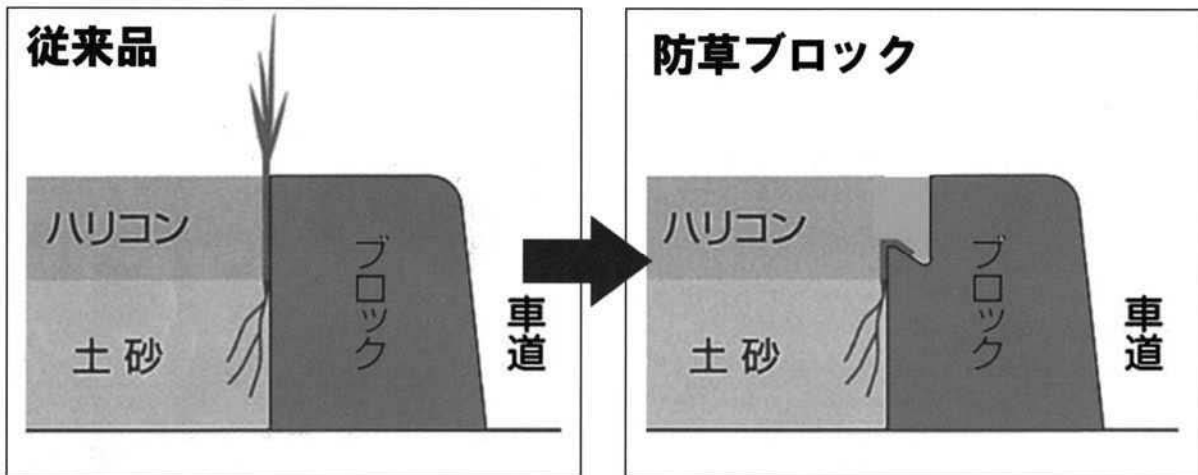 従来品
ハリコン
土砂
ブロック
車道
防草ブロック
ハリコン
土砂
ブロック
車道